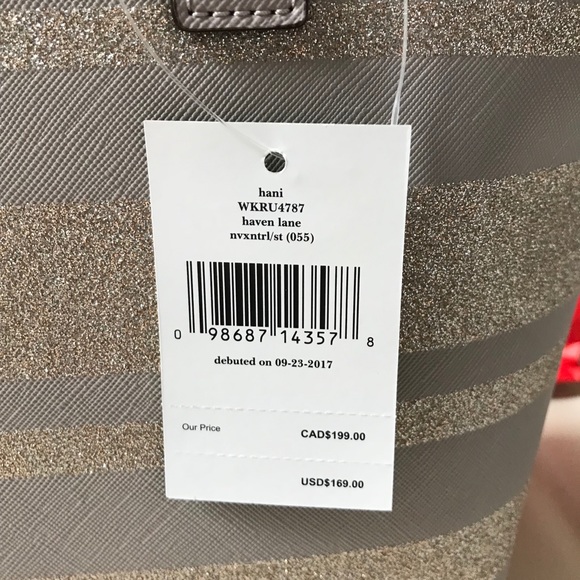 hani
WKRU4787
haven lane
nvxntrl/st (055)
0 98687 14357 8
debuted on 09-23-2017
Our Price CAD$199.00
USD$169.00